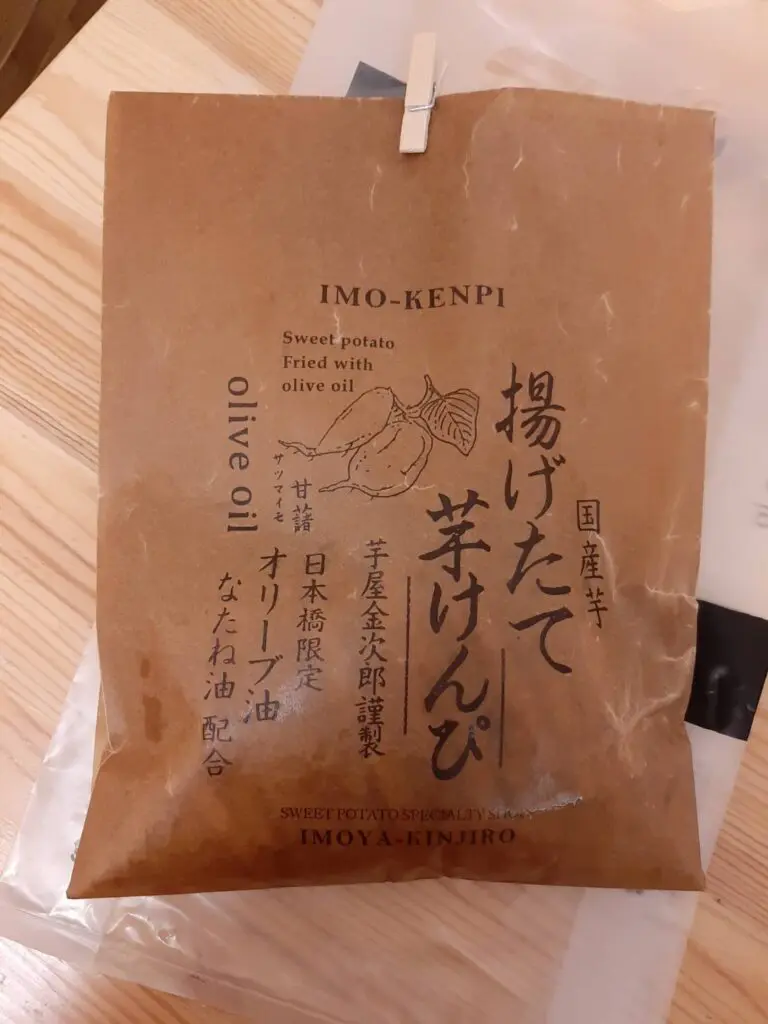 IMO-KENPI
Sweet potato
Fried with
olive oil
国産芋
揚げたて
芋けんぴ
芋屋金次郎謹製
甘藷
サツマイモ
日本橋限定
olive oil
オリーブ油
なたね油 配合
SWEET POTATO SPECIALTY SHOP
IMOYA-KINJIRO